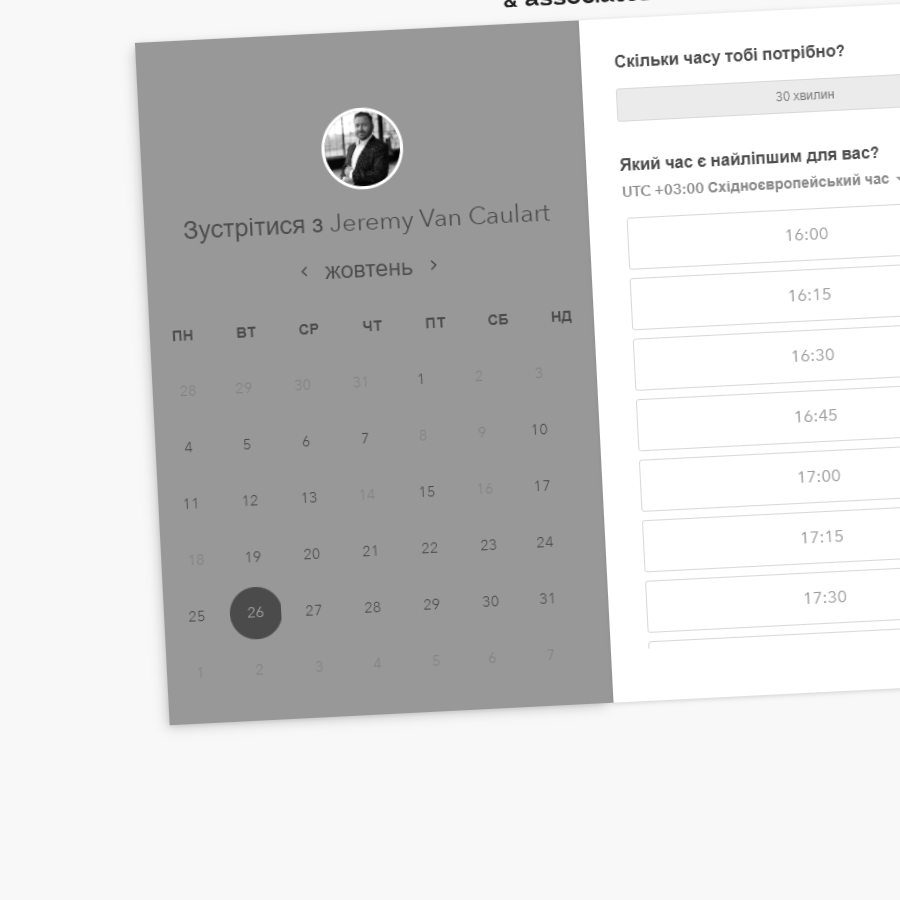 Скільки часу тобі потрібно?
30 хвилин
Який час є найліпшим для вас?
UTC +03:00 Східноєвропейський час
16:00
16:15
16:30
16:45
17:00
17:15
17:30
Зустрітися з Jeremy Van Caulart
жовтень
ПН ВТ СР ЧТ ПТ СБ НД
28 29 30 31 1 2 3
4 5 6 7 8 9 10
11 12 13 14 15 16 17
18 19 20 21 22 23 24
25 26 27 28 29 30 31
1 2 3 4 5 6 7